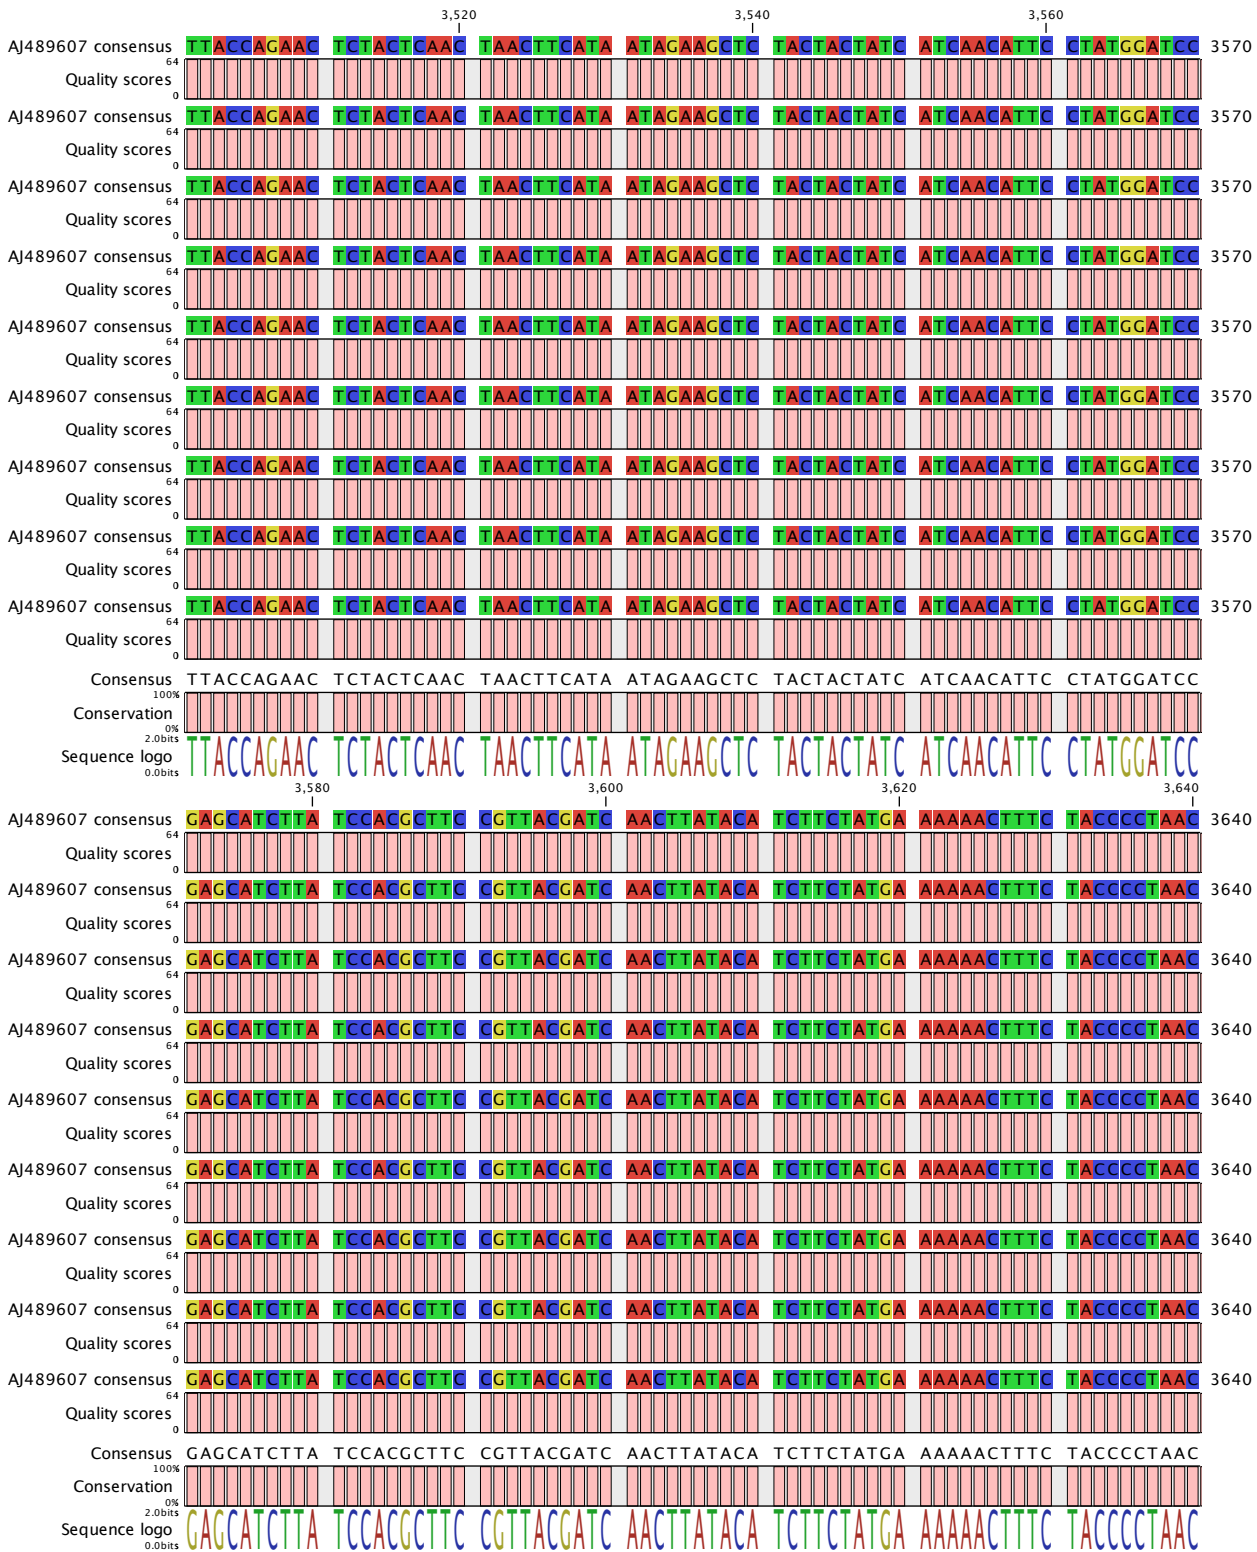 3,520 3,540 3,560
AJ489607 consensus TTACCAGAAC TCTACTCAAC TAACTTCATA ATAGAAGCTC TACTACTATC ATCAACATTC CTATGGATCC 3570
64
Quality scores
0
AJ489607 consensus TTACCAGAAC TCTACTCAAC TAACTTCATA ATAGAAGCTC TACTACTATC ATCAACATTC CTATGGATCC 3570
64
Quality scores
0
AJ489607 consensus TTACCAGAAC TCTACTCAAC TAACTTCATA ATAGAAGCTC TACTACTATC ATCAACATTC CTATGGATCC 3570
64
Quality scores
0
AJ489607 consensus TTACCAGAAC TCTACTCAAC TAACTTCATA ATAGAAGCTC TACTACTATC ATCAACATTC CTATGGATCC 3570
64
Quality scores
0
AJ489607 consensus TTACCAGAAC TCTACTCAAC TAACTTCATA ATAGAAGCTC TACTACTATC ATCAACATTC CTATGGATCC 3570
64
Quality scores
0
AJ489607 consensus TTACCAGAAC TCTACTCAAC TAACTTCATA ATAGAAGCTC TACTACTATC ATCAACATTC CTATGGATCC 3570
64
Quality scores
0
AJ489607 consensus TTACCAGAAC TCTACTCAAC TAACTTCATA ATAGAAGCTC TACTACTATC ATCAACATTC CTATGGATCC 3570
64
Quality scores
0
AJ489607 consensus TTACCAGAAC TCTACTCAAC TAACTTCATA ATAGAAGCTC TACTACTATC ATCAACATTC CTATGGATCC 3570
64
Quality scores
0
AJ489607 consensus TTACCAGAAC TCTACTCAAC TAACTTCATA ATAGAAGCTC TACTACTATC ATCAACATTC CTATGGATCC 3570
64
Quality scores
0
Consensus TTACCAGAAC TCTACTCAAC TAACTTCATA ATAGAAGCTC TACTACTATC ATCAACATTC CTATGGATCC
100%
Conservation
0%
2.0bits
Sequence logo TTACCAGAAC TCTACTCAAC TAACTTCATA ATAGAAGCTC TACTACTATC ATCAACATTC CTATGGATCC
0.0bits
3,580 3,600 3,620 3,640
AJ489607 consensus GAGCATCTTA TCCACGCTTC CGTTACGATC AACTTATACA TCTTCTATGA AAAAACTTTC TACCCCTAAC 3640
64
Quality scores
0
AJ489607 consensus GAGCATCTTA TCCACGCTTC CGTTACGATC AACTTATACA TCTTCTATGA AAAAACTTTC TACCCCTAAC 3640
64
Quality scores
0
AJ489607 consensus GAGCATCTTA TCCACGCTTC CGTTACGATC AACTTATACA TCTTCTATGA AAAAACTTTC TACCCCTAAC 3640
64
Quality scores
0
AJ489607 consensus GAGCATCTTA TCCACGCTTC CGTTACGATC AACTTATACA TCTTCTATGA AAAAACTTTC TACCCCTAAC 3640
64
Quality scores
0
AJ489607 consensus GAGCATCTTA TCCACGCTTC CGTTACGATC AACTTATACA TCTTCTATGA AAAAACTTTC TACCCCTAAC 3640
64
Quality scores
0
AJ489607 consensus GAGCATCTTA TCCACGCTTC CGTTACGATC AACTTATACA TCTTCTATGA AAAAACTTTC TACCCCTAAC 3640
64
Quality scores
0
AJ489607 consensus GAGCATCTTA TCCACGCTTC CGTTACGATC AACTTATACA TCTTCTATGA AAAAACTTTC TACCCCTAAC 3640
64
Quality scores
0
AJ489607 consensus GAGCATCTTA TCCACGCTTC CGTTACGATC AACTTATACA TCTTCTATGA AAAAACTTTC TACCCCTAAC 3640
64
Quality scores
0
AJ489607 consensus GAGCATCTTA TCCACGCTTC CGTTACGATC AACTTATACA TCTTCTATGA AAAAACTTTC TACCCCTAAC 3640
64
Quality scores
0
Consensus GAGCATCTTA TCCACGCTTC CGTTACGATC AACTTATACA TCTTCTATGA AAAAACTTTC TACCCCTAAC
100%
Conservation
0%
2.0bits
Sequence logo GAGCATCTTA TCCACGCTTC CGTTACGATC AACTTATACA TCTTCTATGA AAAAACTTTC TACCCCTAAC
0.0bits